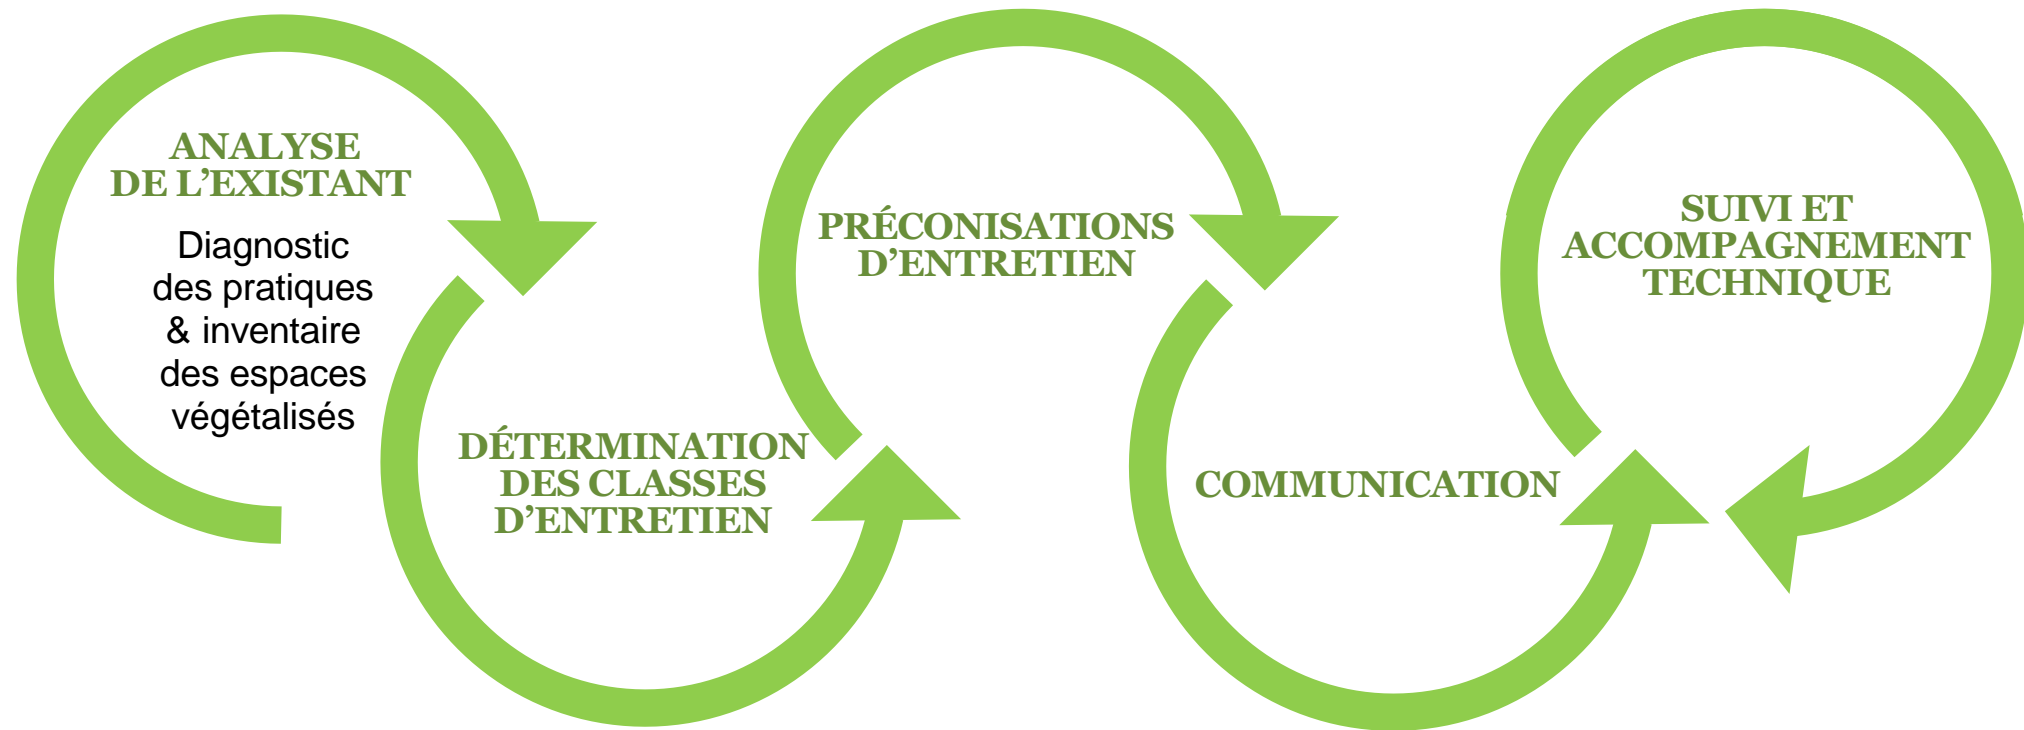 ANALYSE
DE L’EXISTANT
Diagnostic
des pratiques
& inventaire
des espaces
végétalisés
DÉTERMINATION
DES CLASSES
D’ENTRETIEN
PRÉCONISATIONS
D’ENTRETIEN
COMMUNICATION
SUIVI ET
ACCOMPAGNEMENT
TECHNIQUE